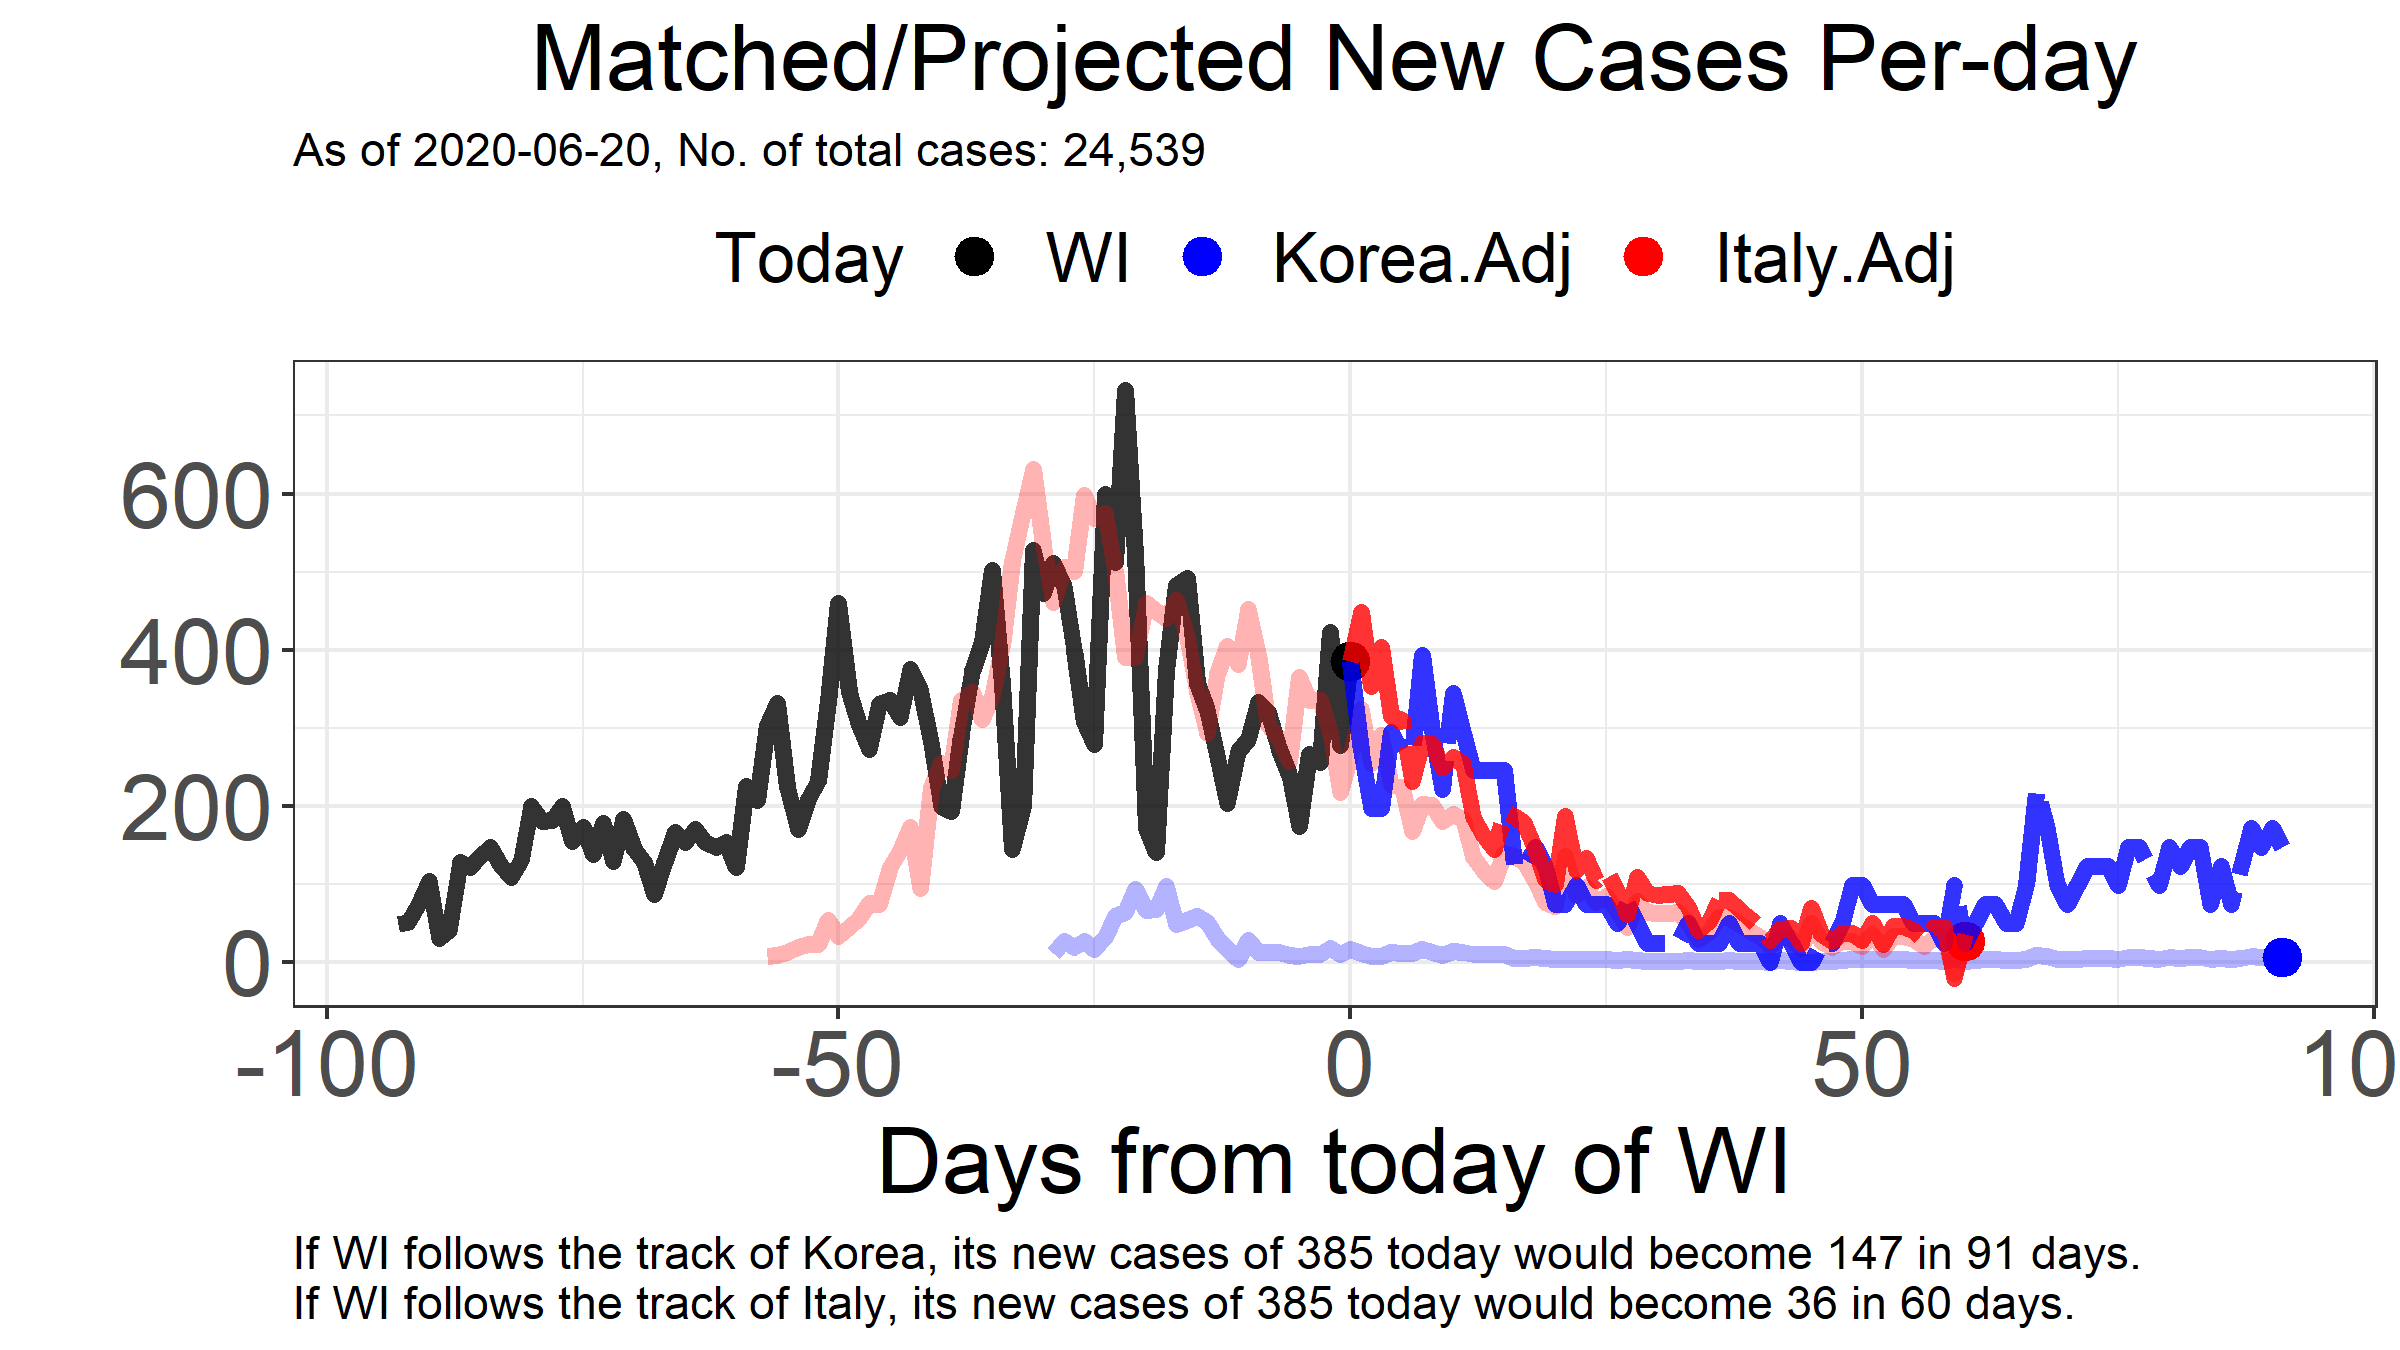 Matched/Projected New Cases Per-day
As of 2020-06-20, No. of total cases: 24,539
Today WI Korea.Adj Italy.Adj
600
400
200
0
-100 -50 0 50 10
Days from today of WI
If WI follows the track of Korea, its new cases of 385 today would become 147 in 91 days.
If WI follows the track of Italy, its new cases of 385 today would become 36 in 60 days.